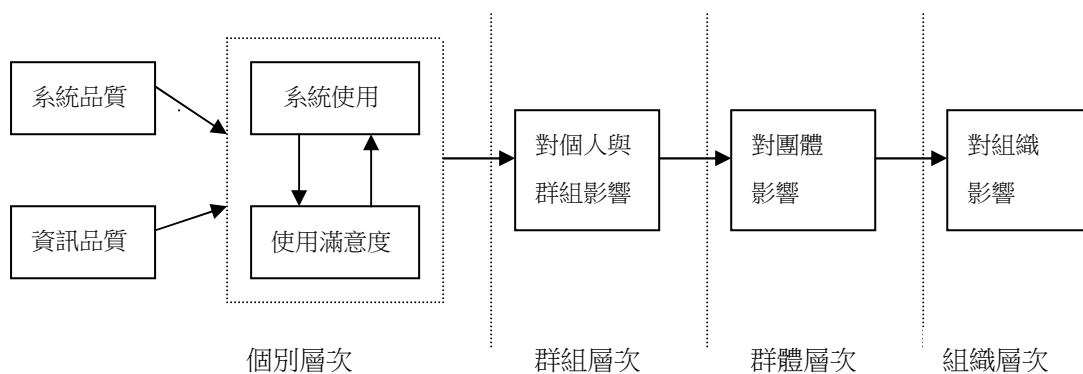 系統品質
資訊品質
系統使用
使用滿意度
對個人與
群組影響
對團體
影響
對組織
影響
個別層次
群組層次
群體層次
組織層次